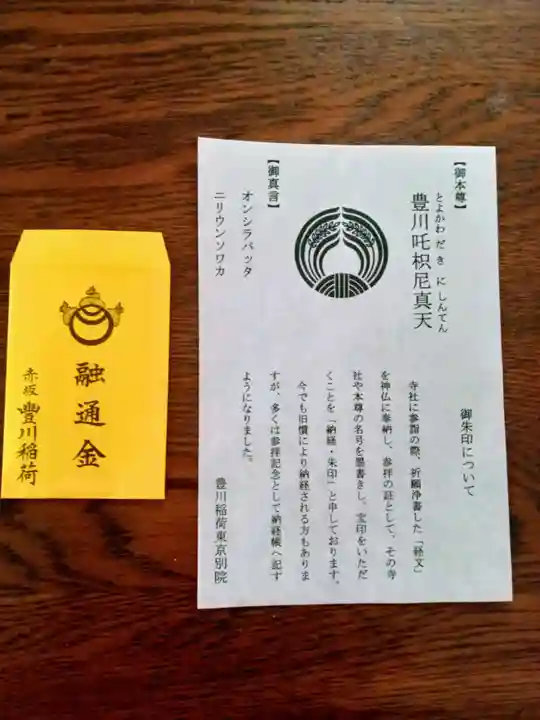 【御本尊】
とよかわ だ き に しんてん
豊川吒枳尼真天
【御真言】
オンシラバッタ
ニリウンソワカ
御朱印について
寺社に参詣の際、祈願浄書した「経文」
を神仏に奉納し、参拝の証として、その寺
社や本尊の名号を墨書きし、宝印をいただ
くことを「納経・朱印」と申しております。
今でも旧慣により納経される方もありま
すが、多くは参拝記念として納経帳へ記す
ようになりました。
豊川稲荷東京別院
融通金
赤坂 豊川稲荷